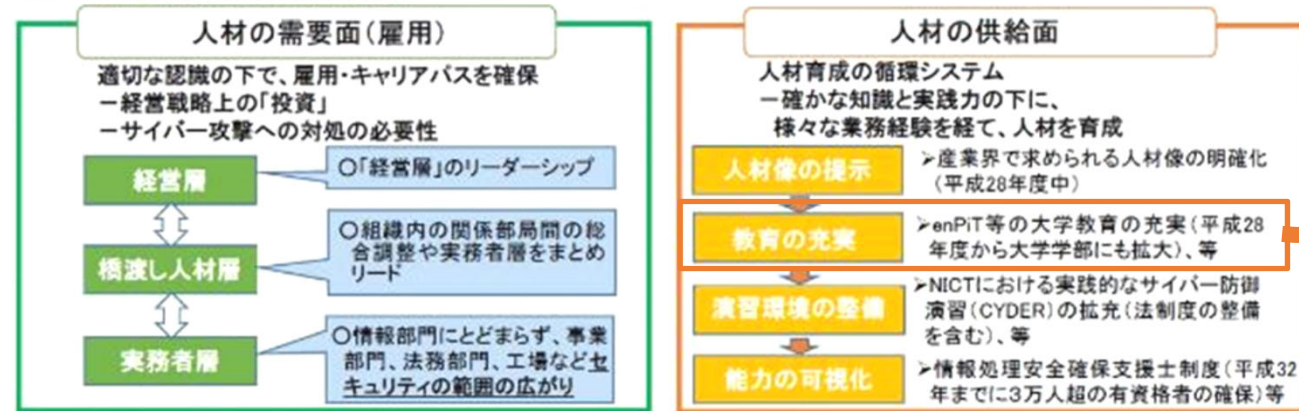 人材の需要面(雇用)
適切な認識の下で、雇用・キャリアパスを確保
－経営戦略上の「投資」
－サイバー攻撃への対処の必要性
経営層
○「経営層」のリーダーシップ
橋渡し人材層
○組織内の関係部局間の総
合調整や実務者層をまとめ
リード
実務者層
○情報部門にとどまらず、事業
部門、法務部門、工場などセ
キュリティの範囲の広がり
人材の供給面
人材育成の循環システム
－確かな知識と実践力の下に、
様々な業務経験を経て、人材を育成
人材像の提示
➢産業界で求められる人材像の明確化
(平成28年度中)
教育の充実
➢enPiT等の大学教育の充実(平成28
年度から大学学部にも拡大)、等
演習環境の整備
➢NICTにおける実践的なサイバー防御
演習(CYDER)の拡充(法制度の整備
を含む)、等
能力の可視化
➢情報処理安全確保支援士制度(平成32
年までに3万人超の有資格者の確保)等